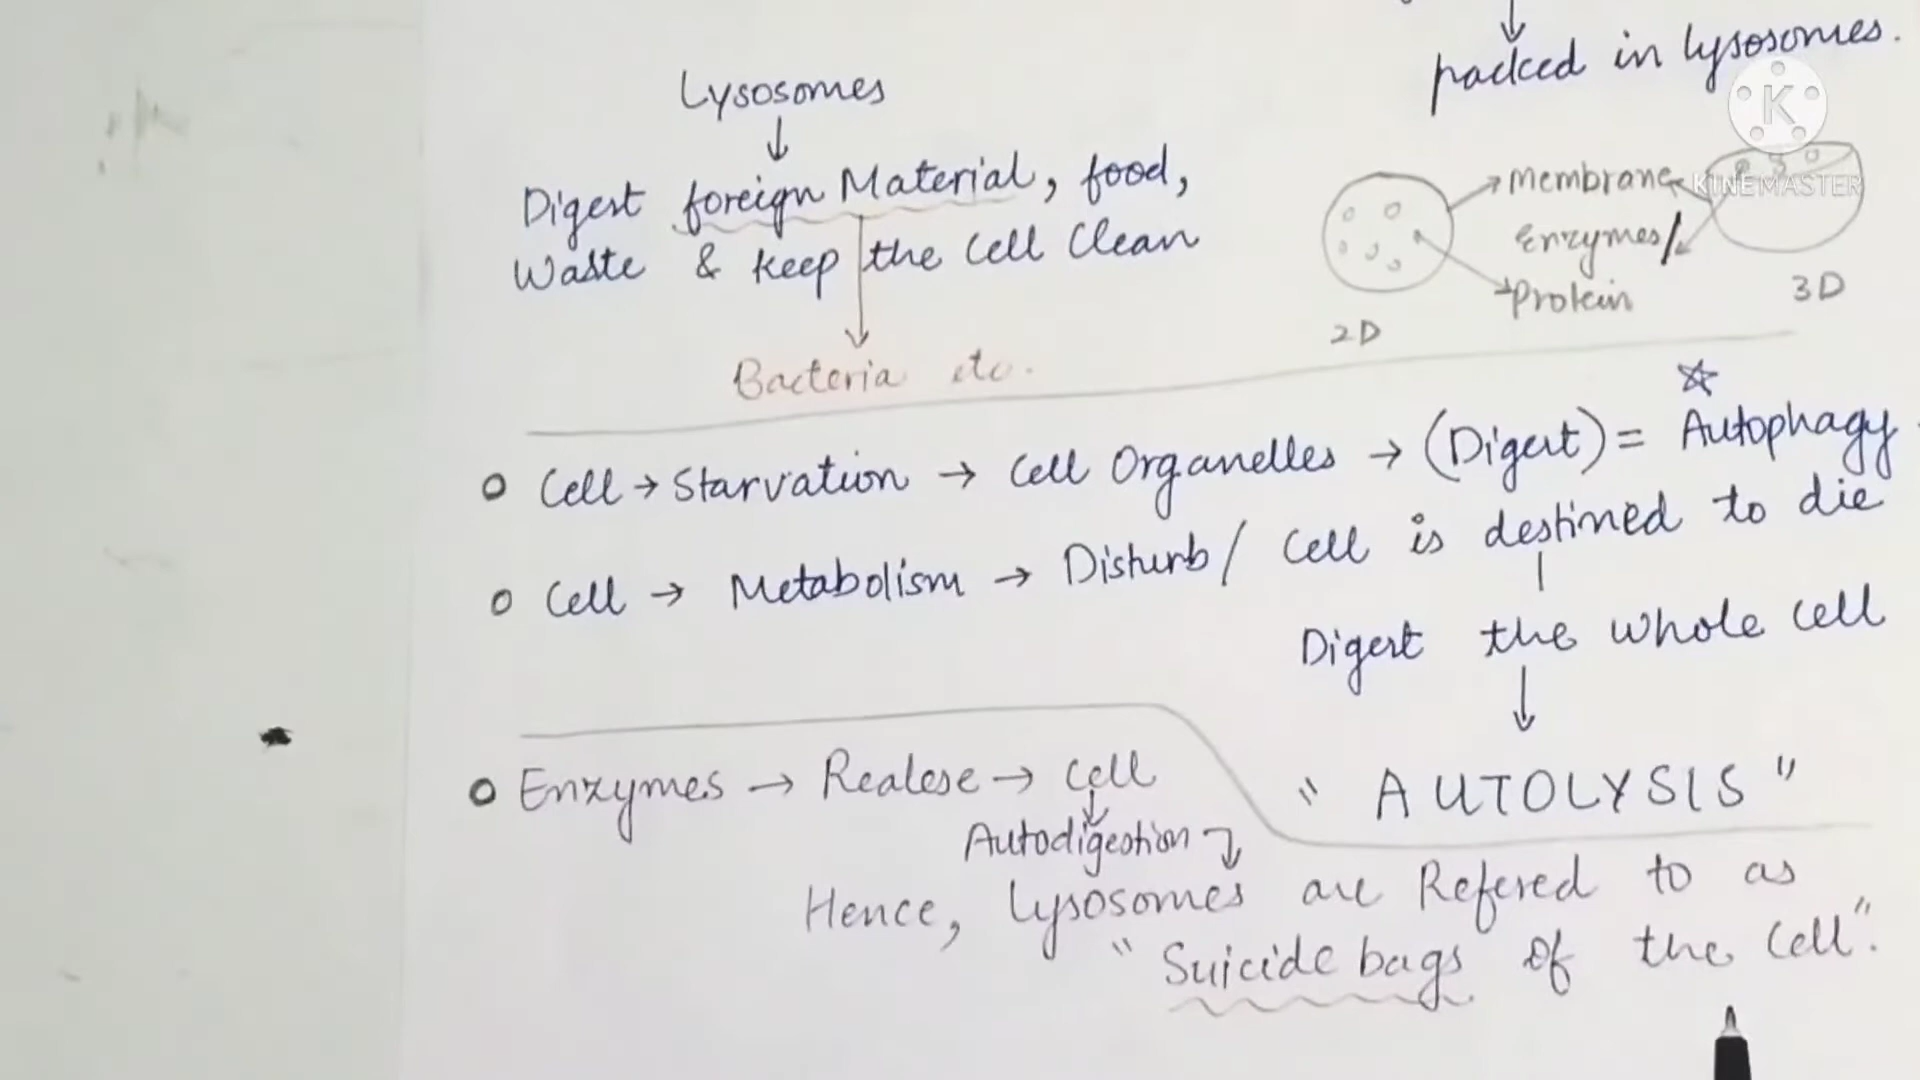 packed in lysosomes.
K
KINEMASTER
Lysosomes
Digest foreign Material, food,
Waste & keep the Cell Clean
Bacteria etc.
Membrane
Enzymes/
Protein
2D
3D
Cell → Starvation → Cell Organelles → (Digest) = Autophagy
Cell → Metabolism → Disturb / Cell is destined to die
Digest the whole cell
"AUTOLYSIS"
Enzymes → Realese → Cell
Autodigestion
Hence, Lysosomes are Refered to as
"Suicide bags of the Cell".